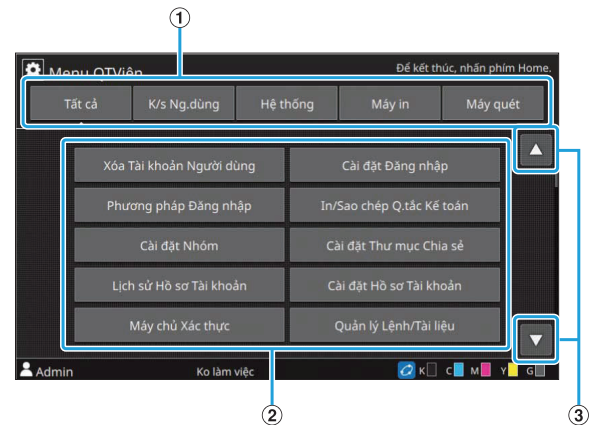 1
Menu QTViên
Để kết thúc, nhấn phím Home.
Tất cả K/s Ng.dùng Hệ thống Máy in Máy quét
Xóa Tài khoản Người dùng Cài đặt Đăng nhập
Phương pháp Đăng nhập In/Sao chép Q.tắc Kế toán
Cài đặt Nhóm Cài đặt Thư mục Chia sẻ
Lịch sử Hồ sơ Tài khoản Cài đặt Hồ sơ Tài khoản
Máy chủ Xác thực Quản lý Lệnh/Tài liệu
Admin Ko làm việc K C M Y G
2 3